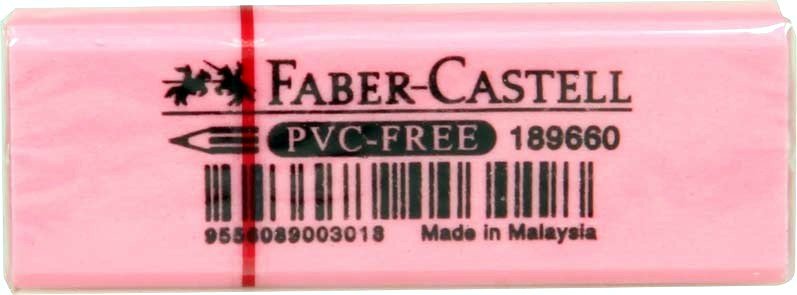 FABER-CASTELL
PVC-FREE 189660
9556089003018 Made in Malaysia